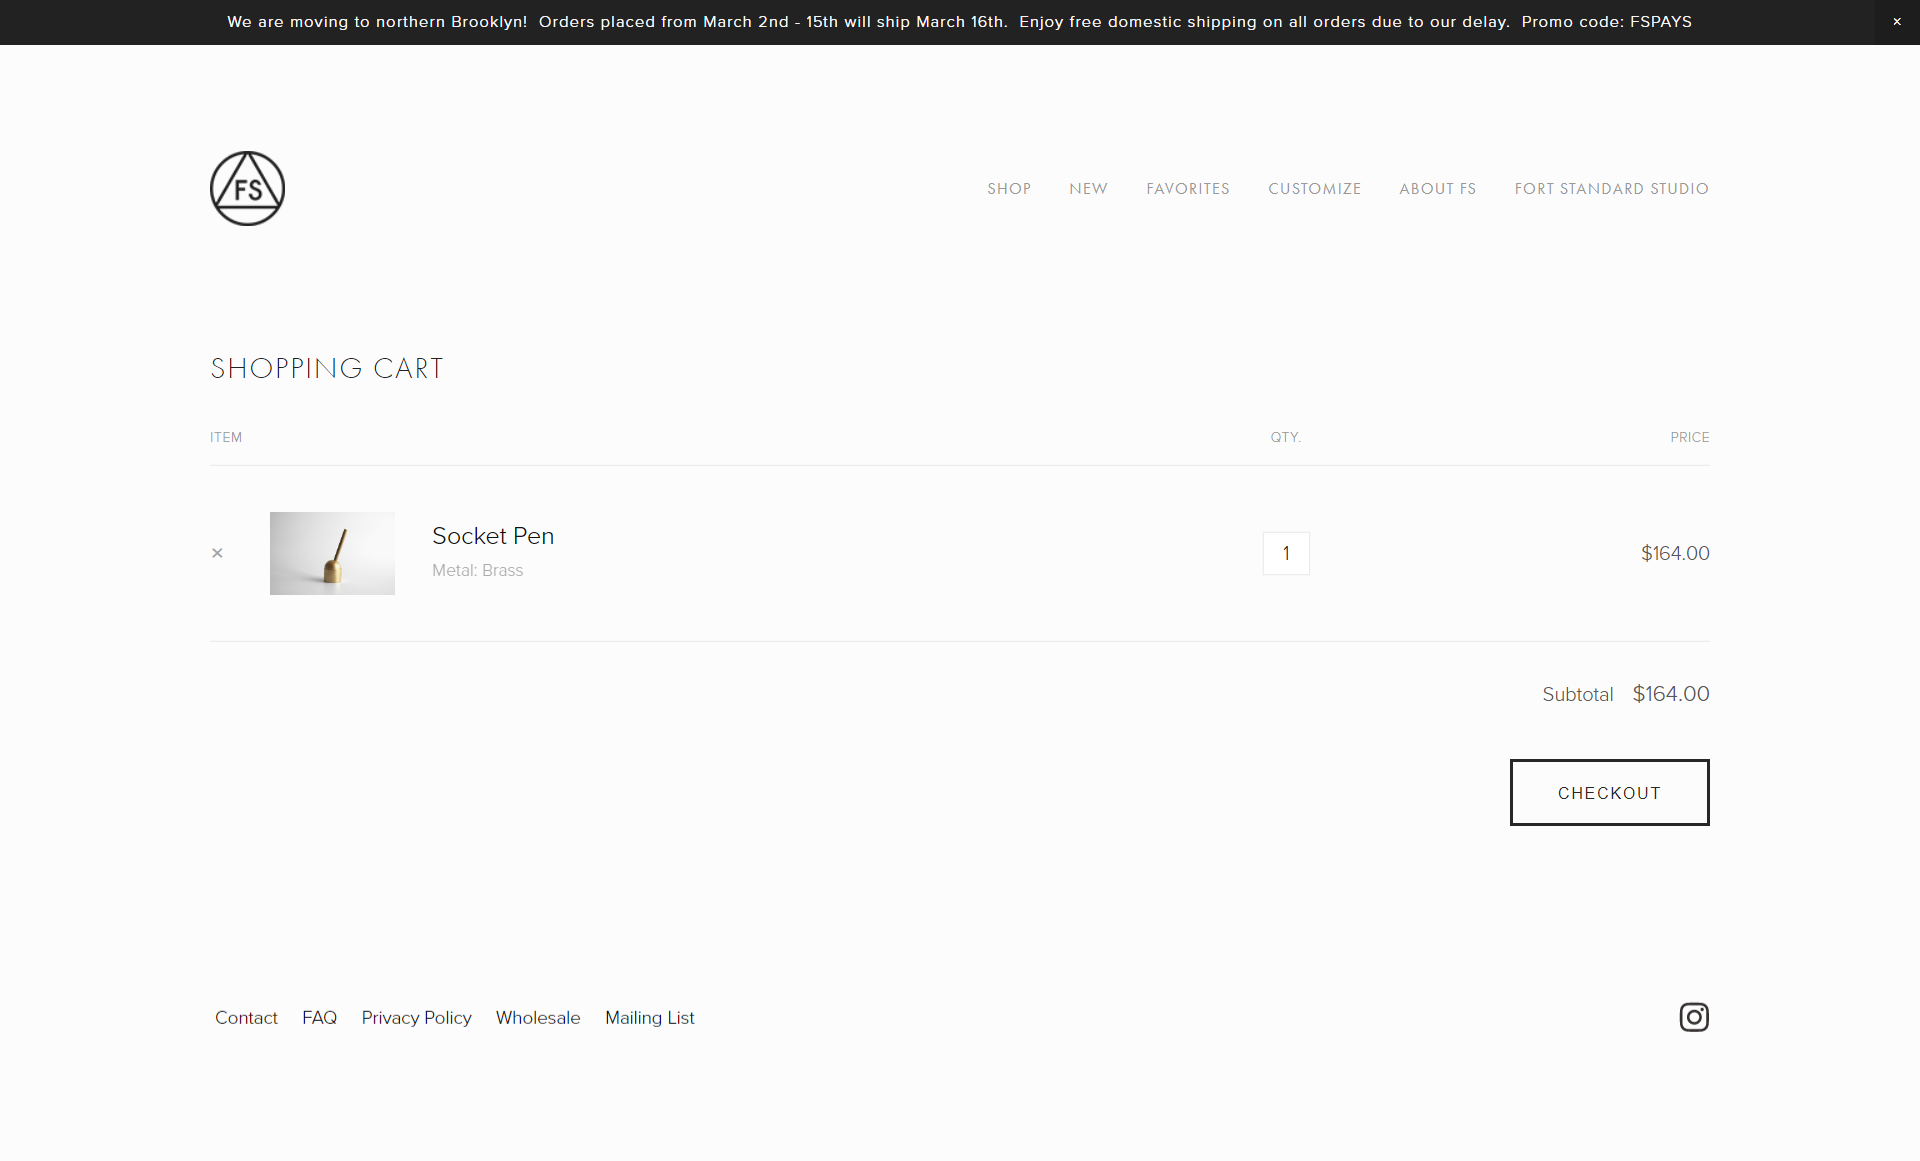 We are moving to northern Brooklyn!  Orders placed from March 2nd - 15th will ship March 16th.  Enjoy free domestic shipping on all orders due to our delay.  Promo code: FSPAYS ×
FS
SHOP NEW FAVORITES CUSTOMIZE ABOUT FS FORT STANDARD STUDIO
SHOPPING CART
ITEM QTY. PRICE
× Socket Pen 1 $164.00
Metal: Brass
Subtotal $164.00
CHECKOUT
Contact FAQ Privacy Policy Wholesale Mailing List